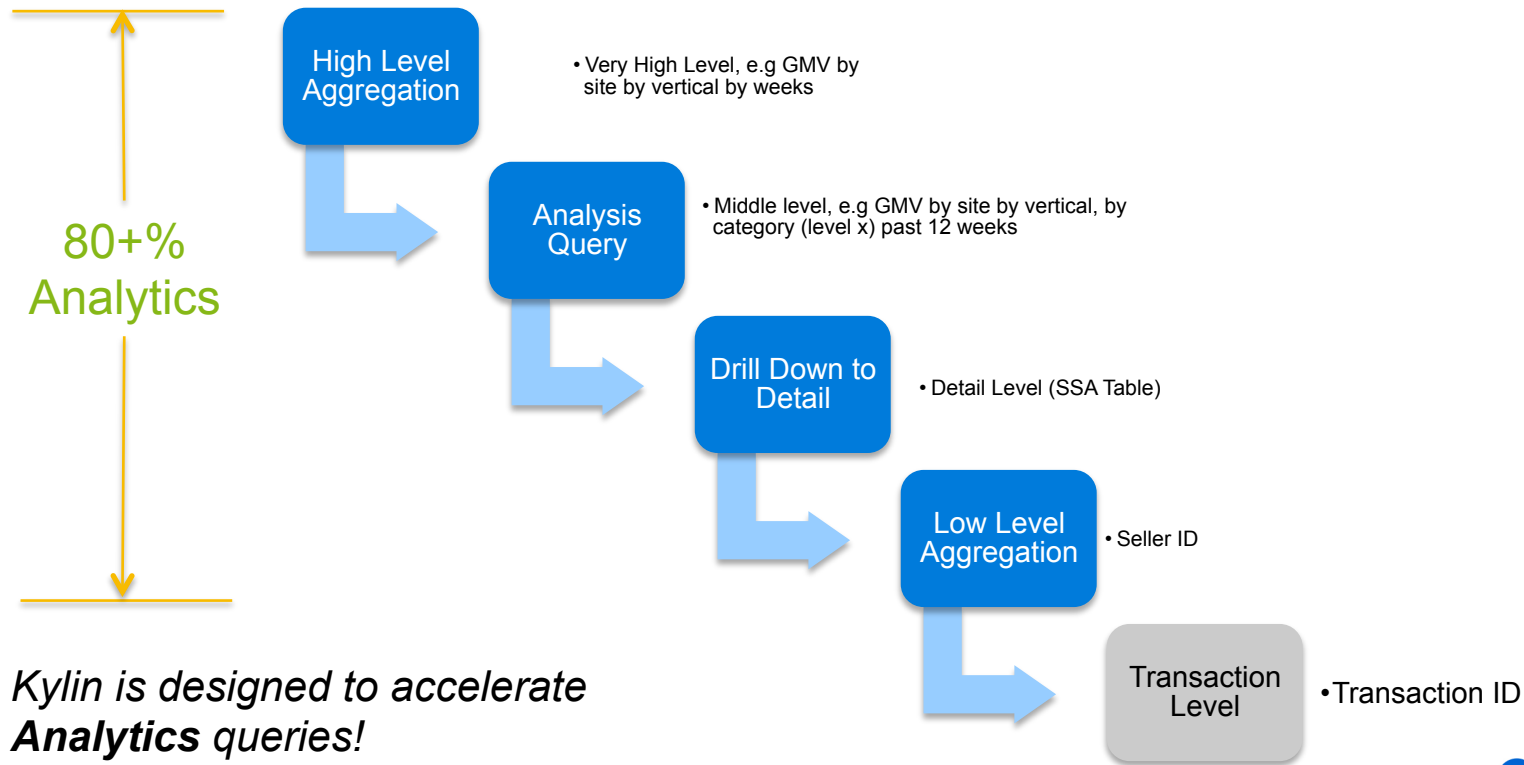 High Level
Aggregation
• Very High Level, e.g GMV by
site by vertical by weeks
80+%
Analytics
Analysis
Query
• Middle level, e.g GMV by site by vertical, by
category (level x) past 12 weeks
Drill Down to
Detail
• Detail Level (SSA Table)
Low Level
Aggregation
• Seller ID
Transaction
Level
•Transaction ID
Kylin is designed to accelerate
Analytics queries!